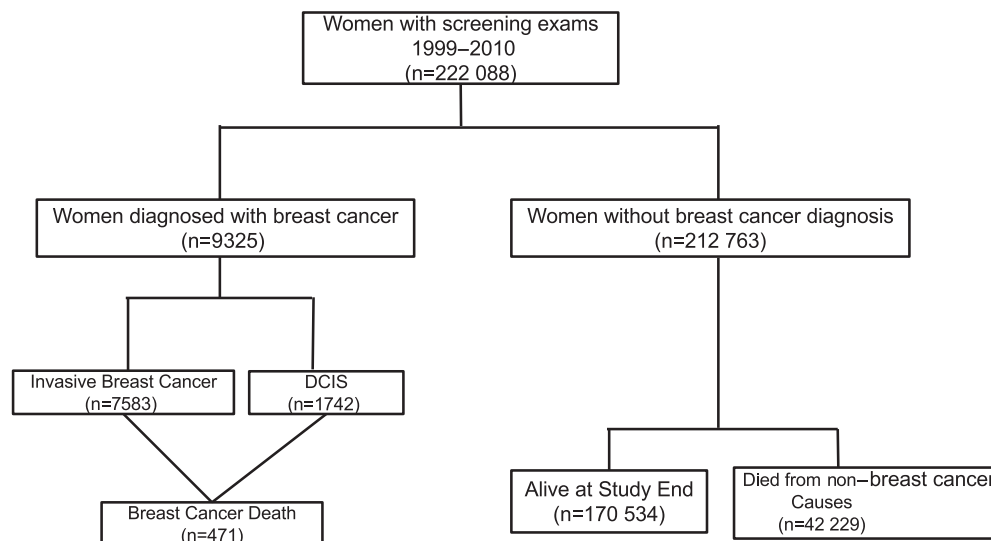 Women with screening exams
1999–2010
(n=222 088)
Women diagnosed with breast cancer
(n=9325)
Women without breast cancer diagnosis
(n=212 763)
Invasive Breast Cancer
(n=7583)
DCIS
(n=1742)
Breast Cancer Death
(n=471)
Alive at Study End
(n=170 534)
Died from non–breast cancer
Causes
(n=42 229)